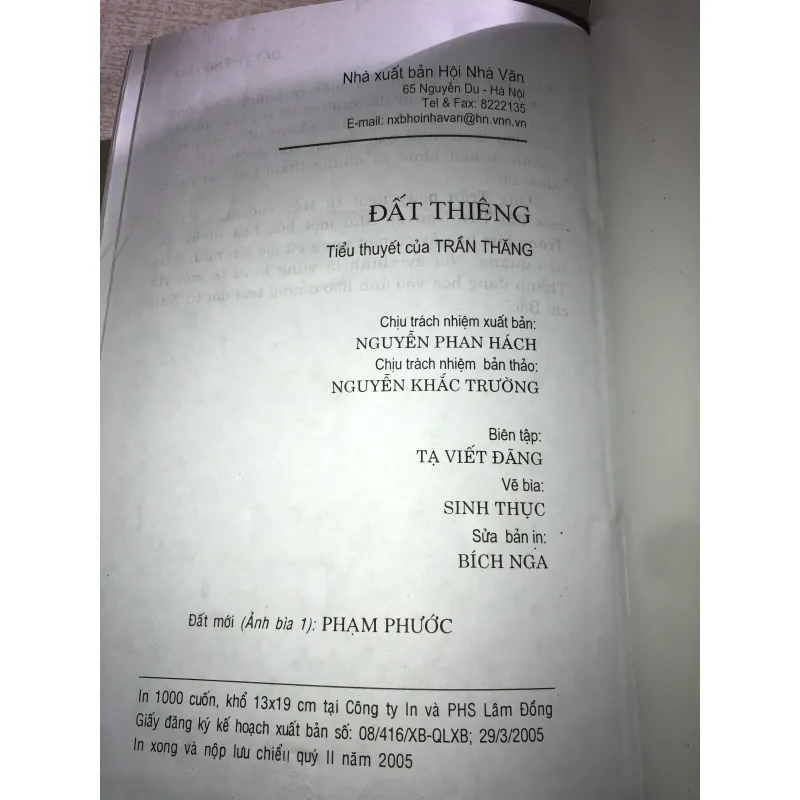 Nhà xuất bản Hội Nhà Văn
65 Nguyễn Du - Hà Nội
Tel & Fax: 8222135
E-mail: nxbhoinhavan@hn.vnn.vn
ĐẤT THIÊNG
Tiểu thuyết của TRẦN THĂNG
Chịu trách nhiệm xuất bản:
NGUYỄN PHAN HÁCH
Chịu trách nhiệm bản thảo:
NGUYỄN KHẮC TRƯỜNG
Biên tập:
TẠ VIẾT ĐÃNG
Vẽ bìa:
SINH THỤC
Sửa bản in:
BÍCH NGA
Đất mới (Ảnh bìa 1): PHẠM PHƯỚC
In 1000 cuốn, khổ 13x19 cm tại Công ty In và PHS Lâm Đồng
Giấy đăng ký kế hoạch xuất bản số: 08/416/XB-QLXB; 29/3/2005
In xong và nộp lưu chiểu quý II năm 2005